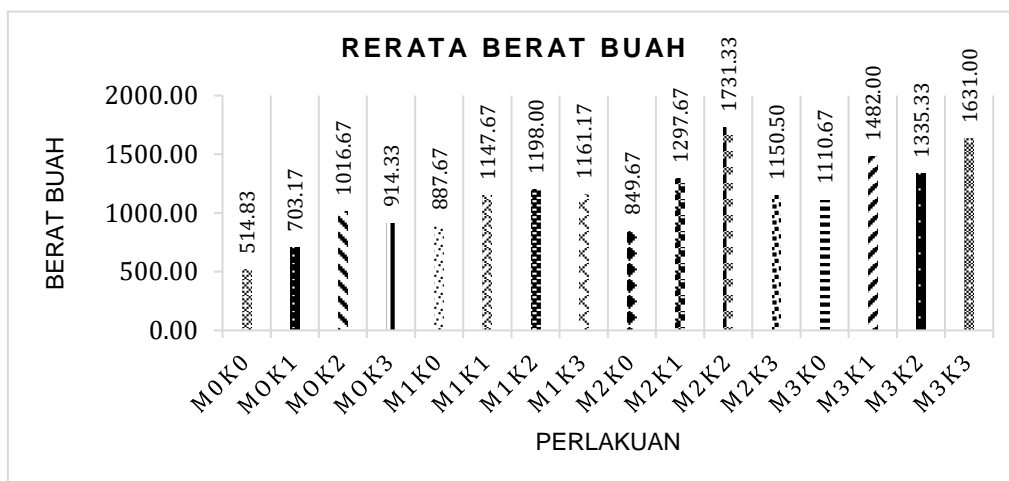 RERATA BERAT BUAH
BERAT BUAH
2000.00
1500.00
1000.00
500.00
0.00
514.83
703.17
1016.67
914.33
887.67
1147.67
1198.00
1161.17
849.67
1297.67
1731.33
1150.50
1110.67
1482.00
1335.33
1631.00
M0K0
MOK1
MOK2
MOK3
M1K0
M1K1
M1K2
M1K3
M2K0
M2K1
M2K2
M2K3
M3K0
M3K1
M3K2
M3K3
PERLAKUAN